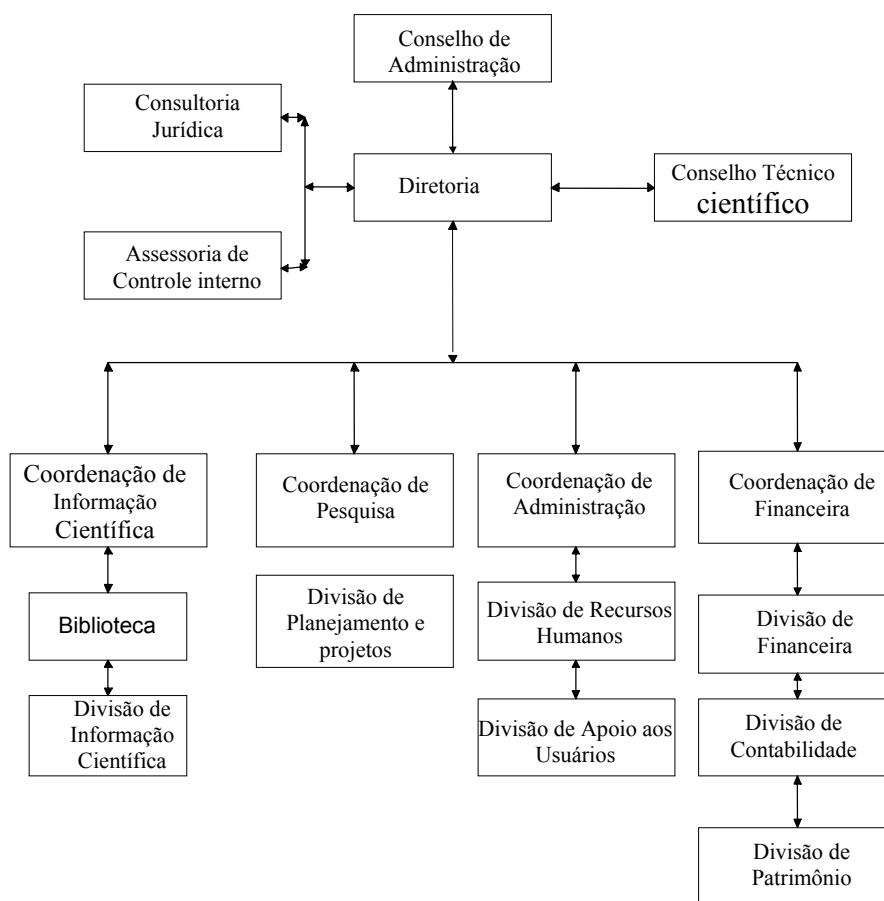 Conselho de
Administração
Consultoria
Jurídica
Diretoria
Conselho Técnico
científico
Assessoria de
Controle interno
Coordenação de
Informação
Científica
Coordenação de
Pesquisa
Coordenação de
Administração
Coordenação de
Financeira
Biblioteca
Divisão de
Planejamento e
projetos
Divisão de Recursos
Humanos
Divisão de
Financeira
Divisão de
Informação
Científica
Divisão de Apoio aos
Usuários
Divisão de
Contabilidade
Divisão de
Patrimônio